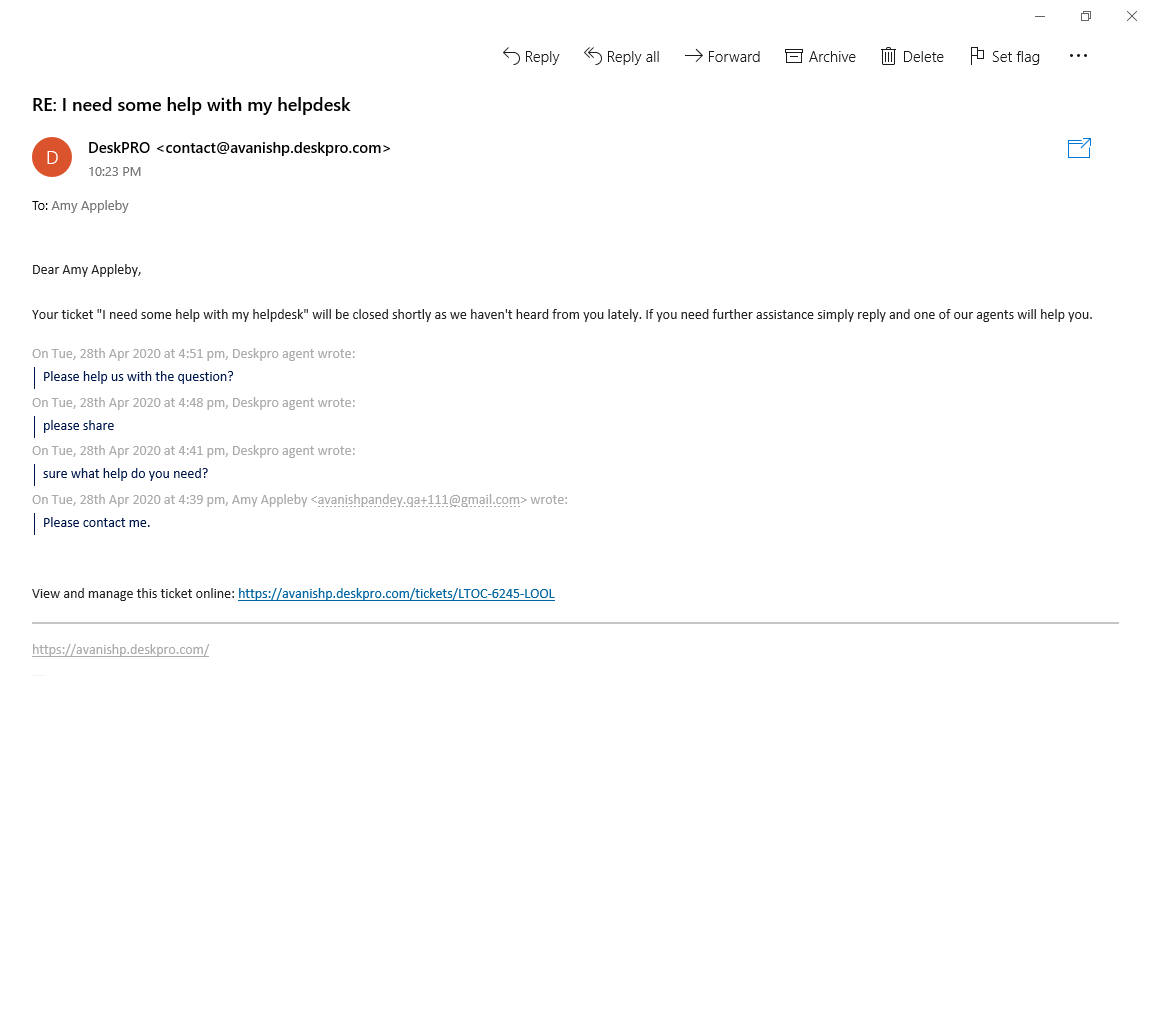 Reply Reply all Forward Archive Delete Set flag
RE: I need some help with my helpdesk
D
DeskPRO <contact@avanishp.deskpro.com>
10:23 PM
To: Amy Appleby
Dear Amy Appleby,
Your ticket "I need some help with my helpdesk" will be closed shortly as we haven't heard from you lately. If you need further assistance simply reply and one of our agents will help you.
On Tue, 28th Apr 2020 at 4:51 pm, Deskpro agent wrote:
Please help us with the question?
On Tue, 28th Apr 2020 at 4:48 pm, Deskpro agent wrote:
please share
On Tue, 28th Apr 2020 at 4:41 pm, Deskpro agent wrote:
sure what help do you need?
On Tue, 28th Apr 2020 at 4:39 pm, Amy Appleby <avanishpandey.qa+111@gmail.com> wrote:
Please contact me.
View and manage this ticket online: https://avanishp.deskpro.com/tickets/LTOC-6245-LOOL
https://avanishp.deskpro.com/